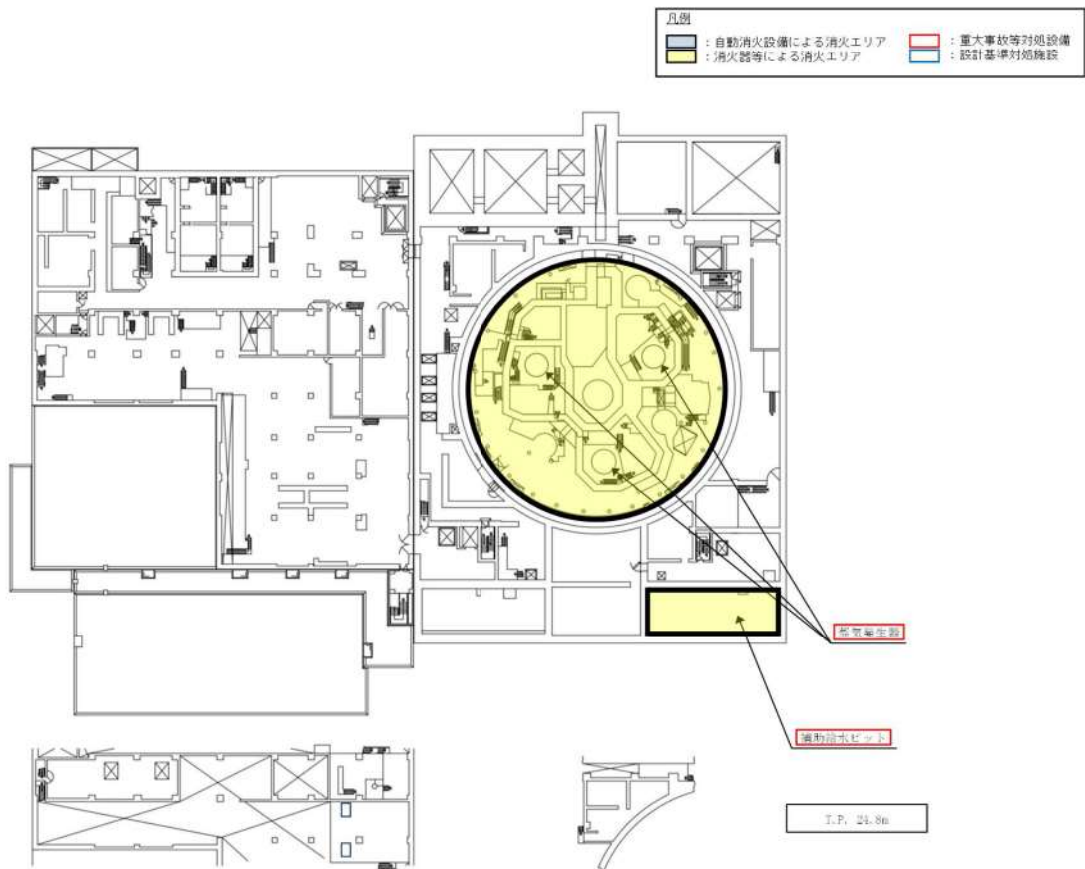 凡例
：自動消火設備による消火エリア
：重大事故等対処設備
：消火器等による消火エリア
：設計基準対処施設
蒸気発生器
補助給水ピット
T.P. 24.8m